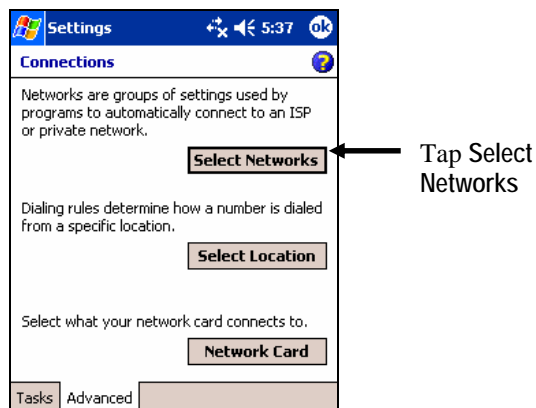 Settings 5:37 ok
Connections ?
Networks are groups of settings used by
programs to automatically connect to an ISP
or private network.
Select Networks
Tap Select
Networks
Dialing rules determine how a number is dialed
from a specific location.
Select Location
Select what your network card connects to.
Network Card
Tasks Advanced